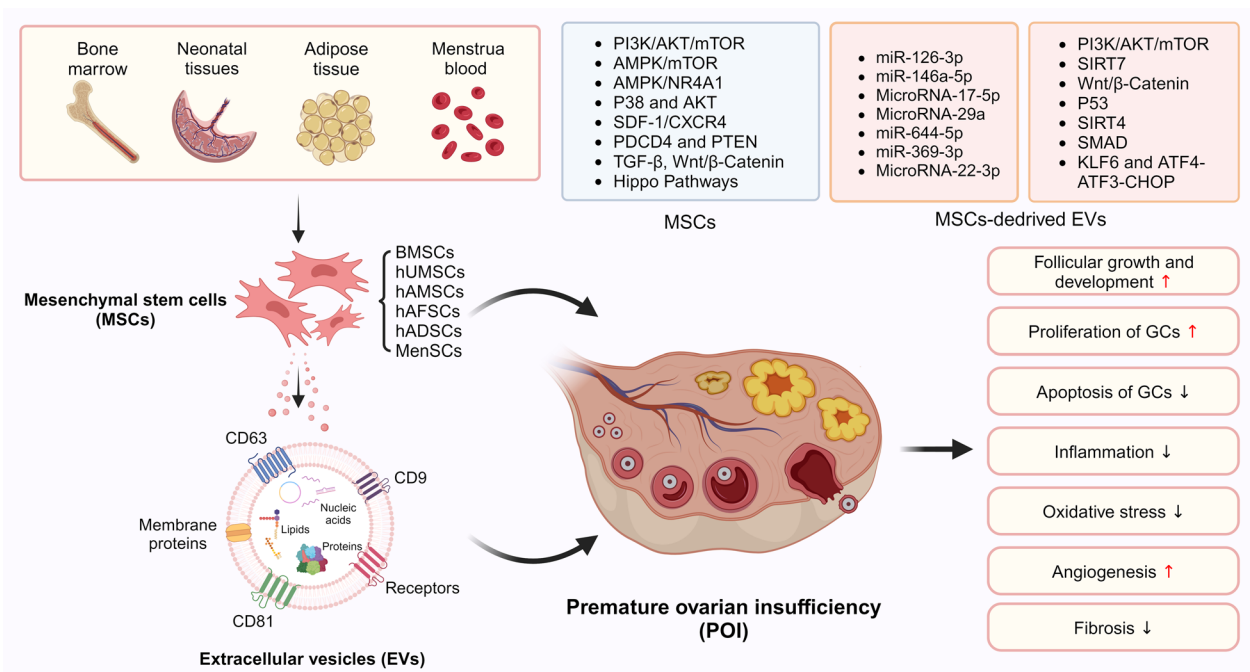 Bone
marrow
Neonatal
tissues
Adipose
tissue
Menstrua
blood
• PI3K/AKT/mTOR
• AMPK/mTOR
• AMPK/NR4A1
• P38 and AKT
• SDF-1/CXCR4
• PDCD4 and PTEN
• TGF-β, Wnt/β-Catenin
• Hippo Pathways
MSCs
• miR-126-3p
• miR-146a-5p
• MicroRNA-17-5p
• MicroRNA-29a
• miR-644-5p
• miR-369-3p
• MicroRNA-22-3p
• PI3K/AKT/mTOR
• SIRT7
• Wnt/β-Catenin
• P53
• SIRT4
• SMAD
• KLF6 and ATF4-
ATF3-CHOP
MSCs-dedrived EVs
Mesenchymal stem cells
(MSCs)
BMSCs
hUMSCs
hAMSCs
hAFSCs
hADSCs
MenSCs
CD63
CD9
Nucleic
acids
Lipids
Proteins
Membrane
proteins
Receptors
CD81
Extracellular vesicles (EVs)
Premature ovarian insufficiency
(POI)
Follicular growth and
development ↑
Proliferation of GCs ↑
Apoptosis of GCs ↓
Inflammation ↓
Oxidative stress ↓
Angiogenesis ↑
Fibrosis ↓